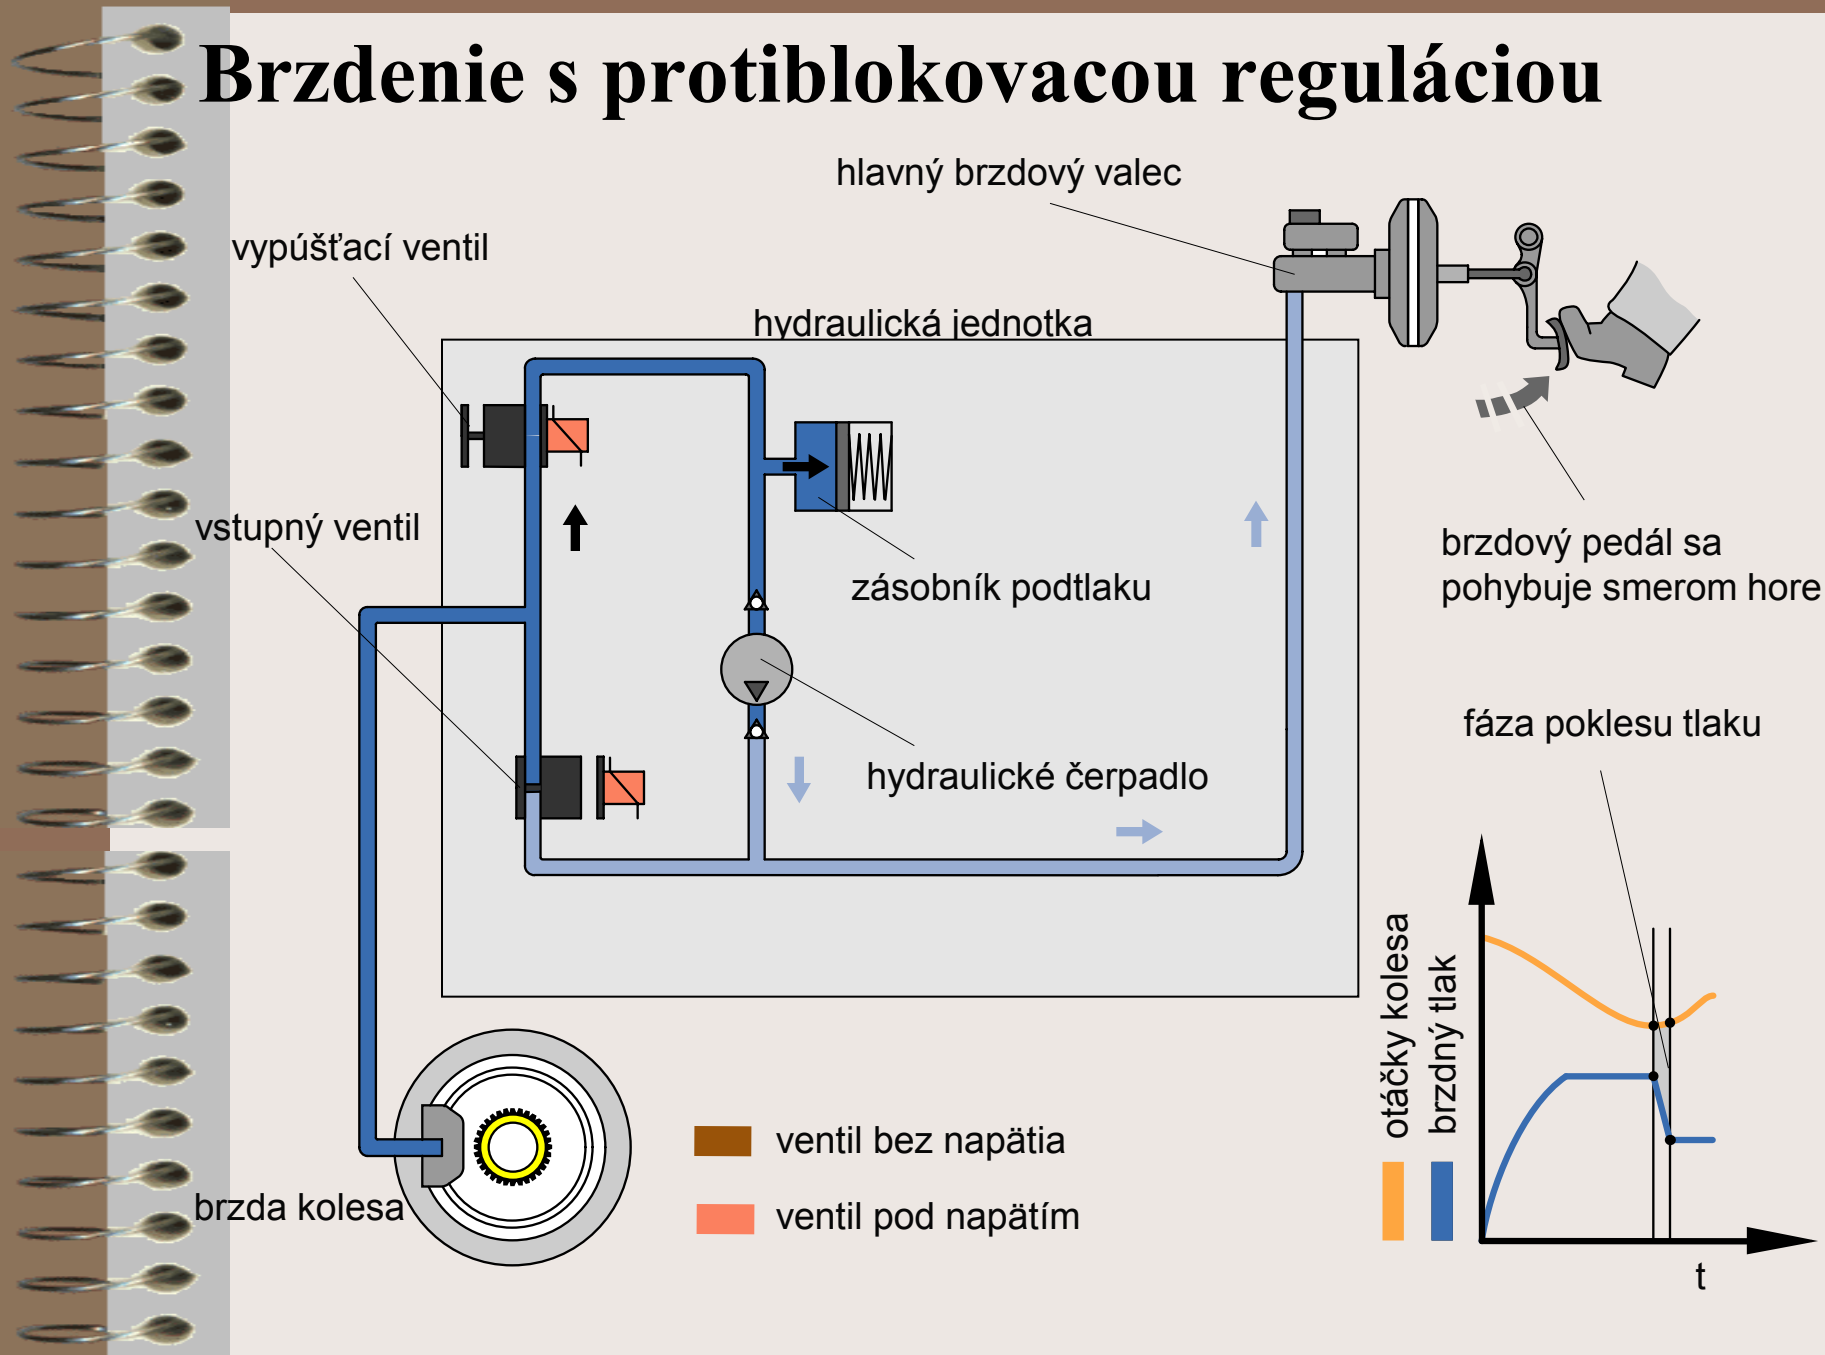 Brzdenie s protiblokovacou reguláciou
hlavný brzdový valec
vypúšťací ventil
hydraulická jednotka
vstupný ventil
brzdový pedál sa
pohybuje smerom hore
zásobník podtlaku
fáza poklesu tlaku
hydraulické čerpadlo
otáčky kolesa
brzdný tlak
ventil bez napätia
brzda kolesa
ventil pod napätím
t